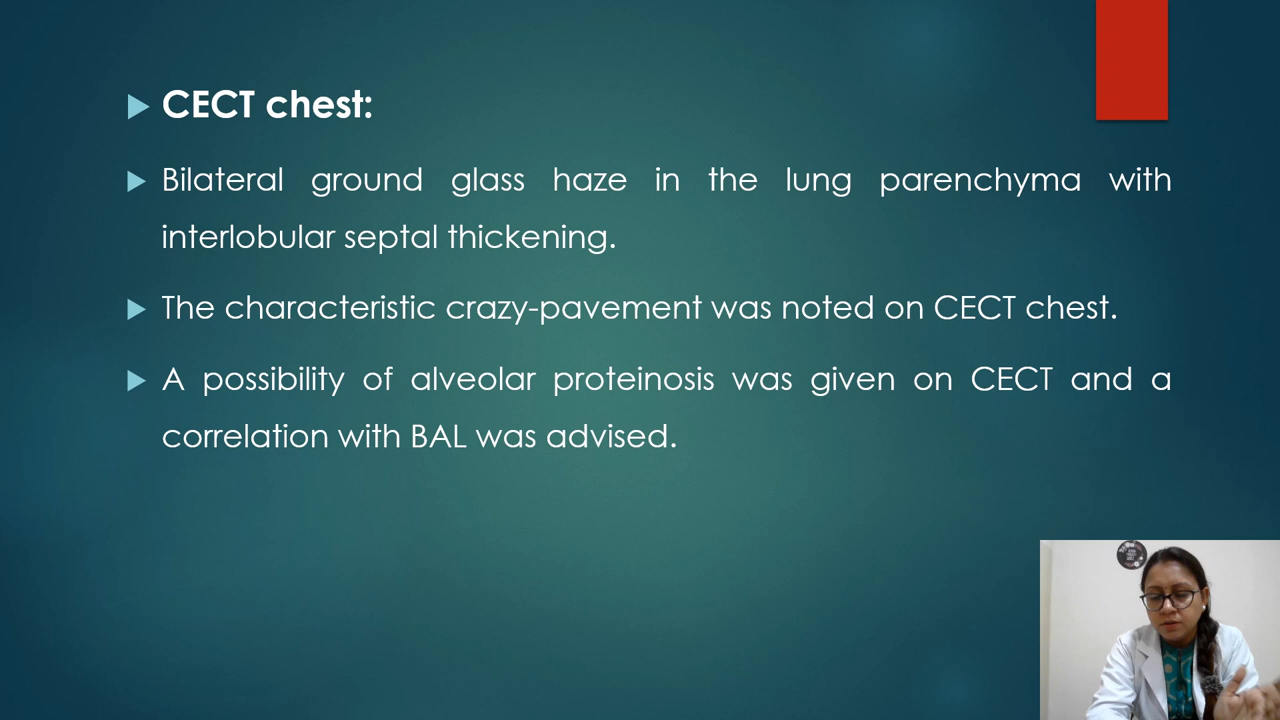 CECT chest:
Bilateral ground glass haze in the lung parenchyma with
interlobular septal thickening.
The characteristic crazy-pavement was noted on CECT chest.
A possibility of alveolar proteinosis was given on CECT and a
correlation with BAL was advised.